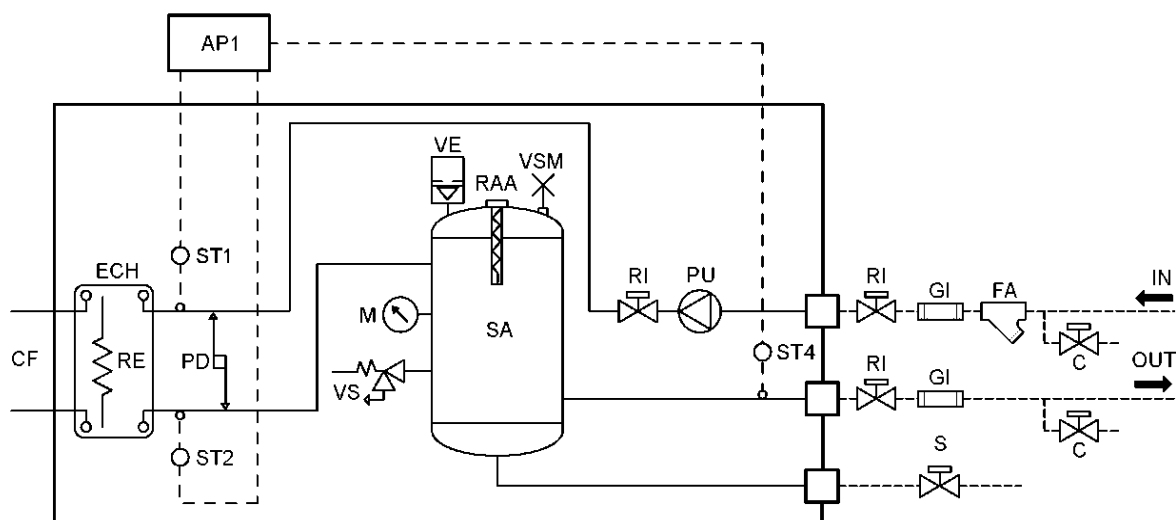 AP1
VE
VSM
RAA
ST1
ECH
RI
PU
RI
GI
FA
IN
M
SA
CF
RE
PD
ST4
RI
GI
C
OUT
VS
ST2
S
C